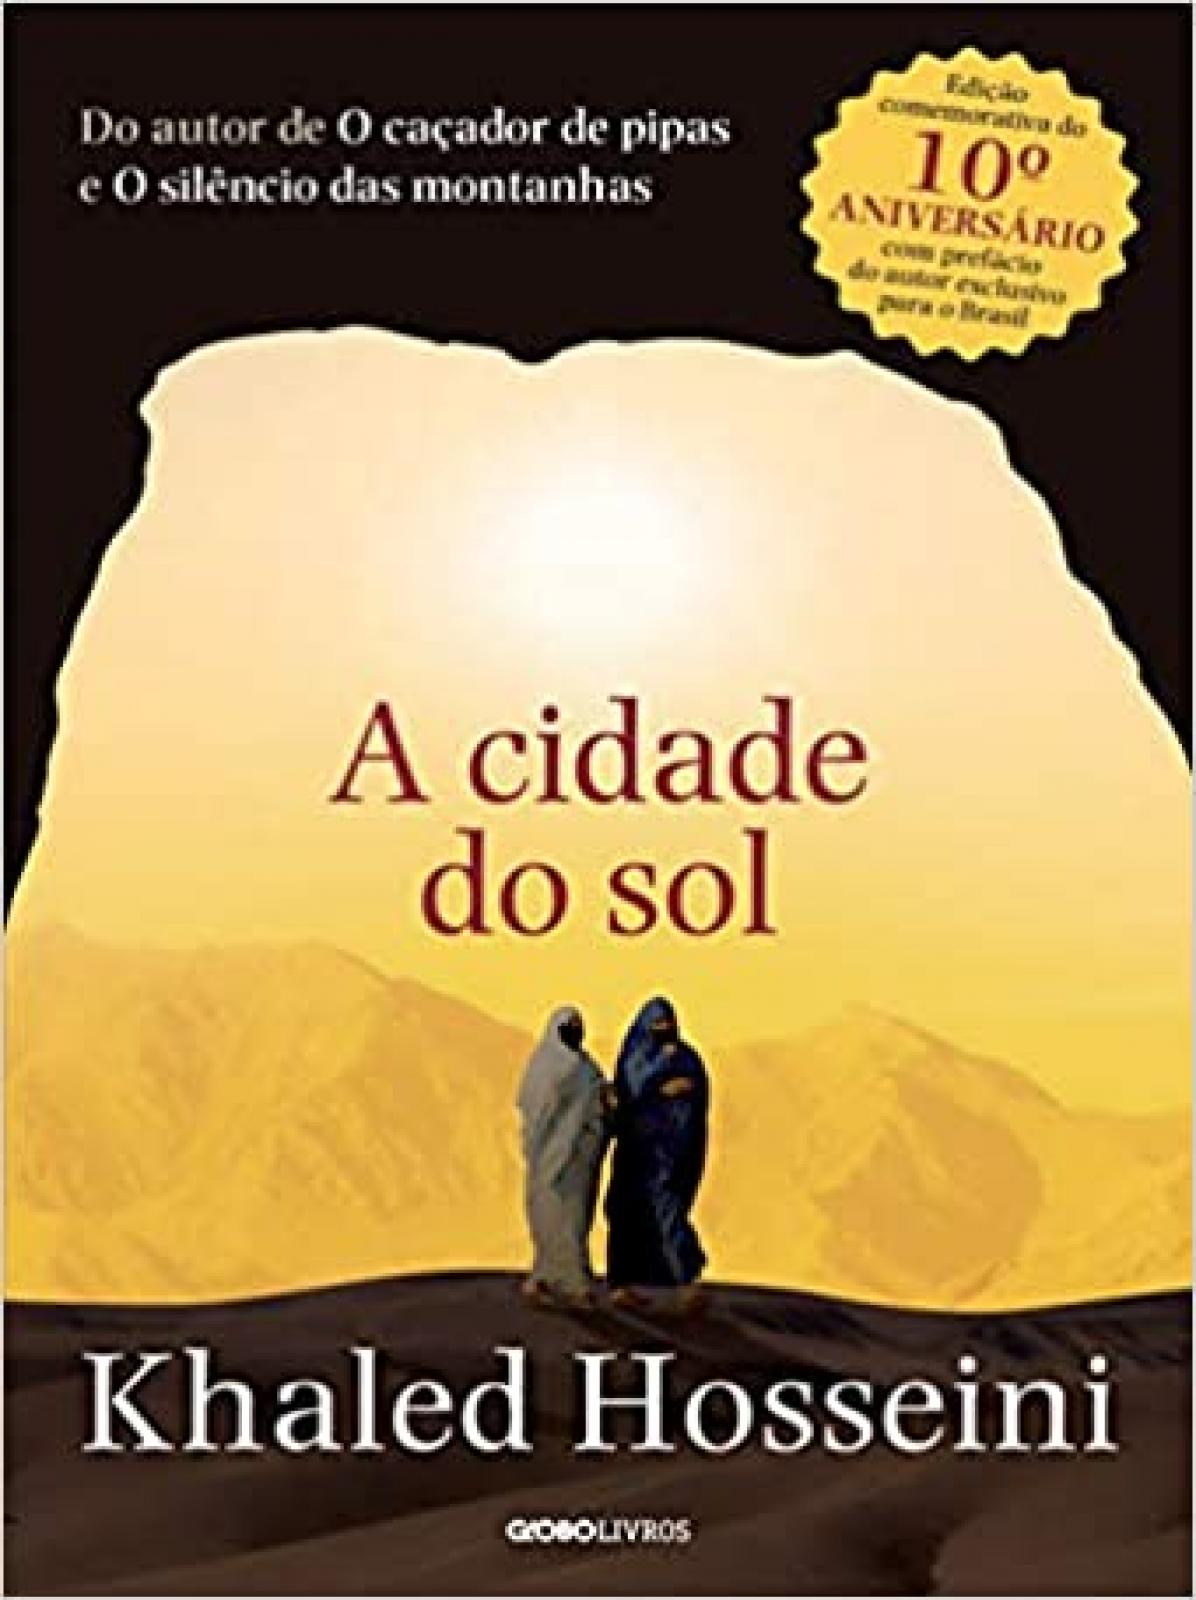 Do autor de O caçador de pipas
e O silêncio das montanhas
Edição
comemorativa do
10º
ANIVERSÁRIO
com prefácio
do autor exclusivo
para o Brasil
A cidade
do sol
Khaled Hosseini
GLOBOLIVROS